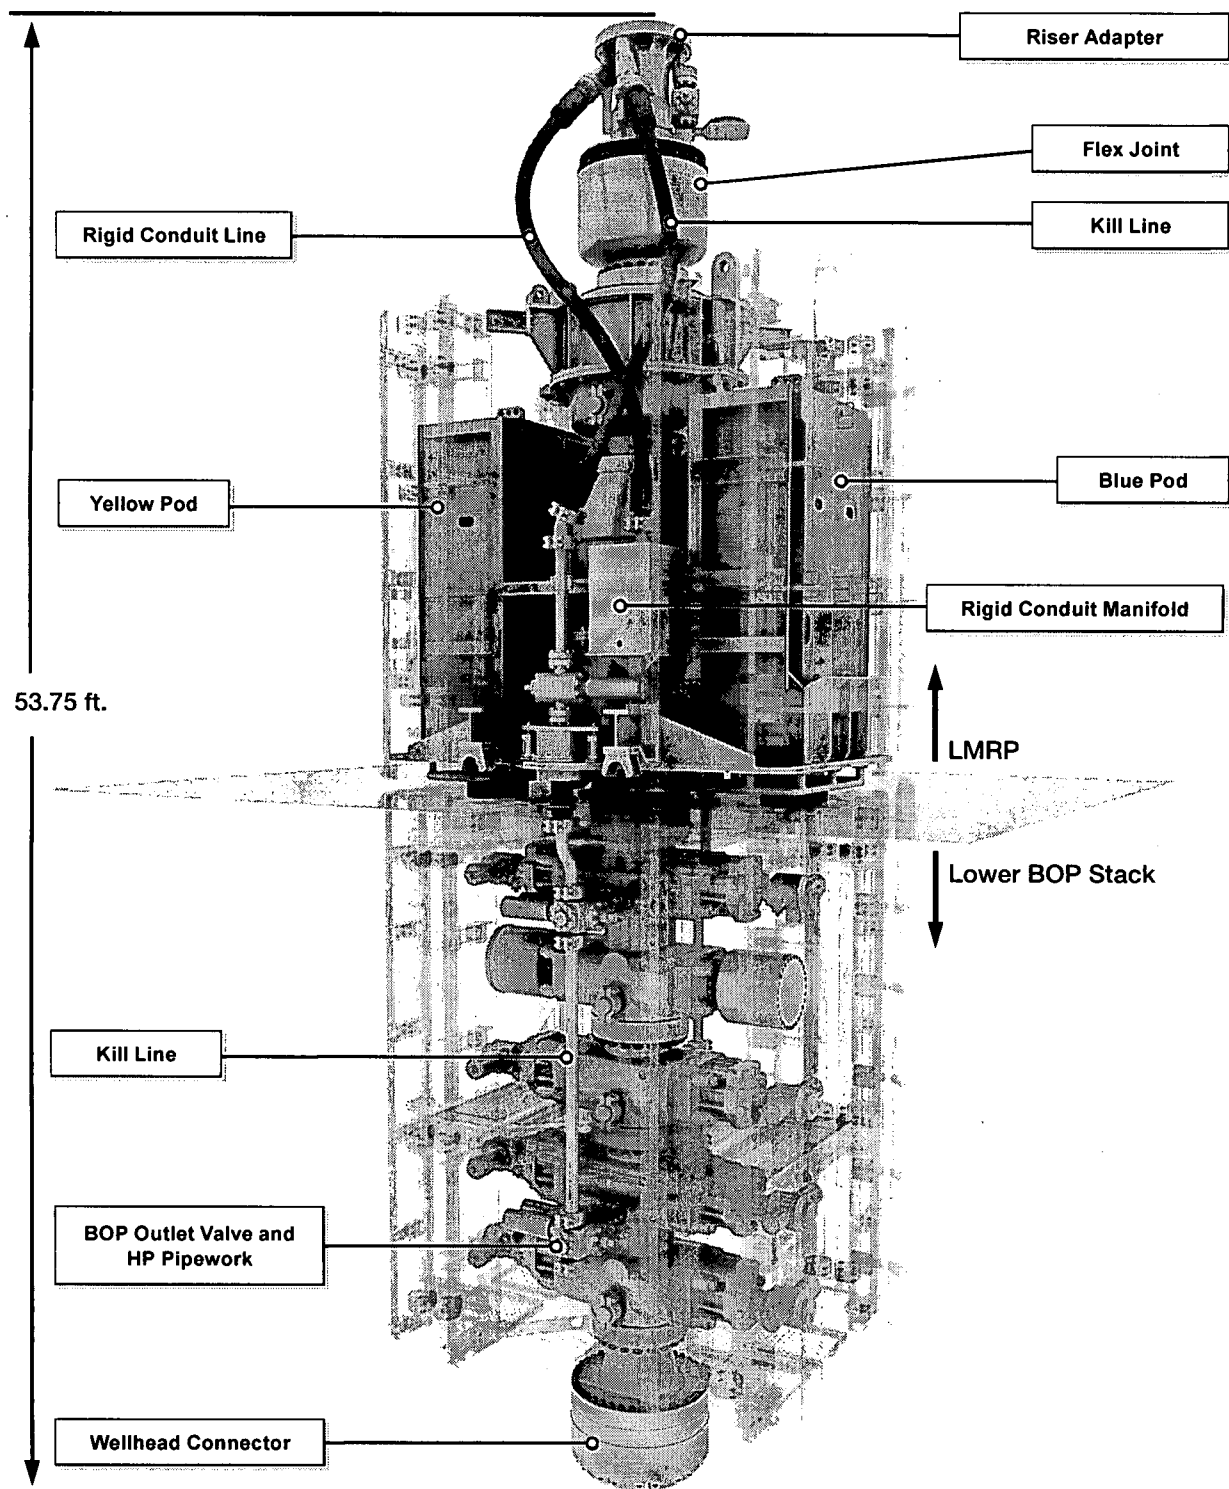 Riser Adapter
Flex Joint
Rigid Conduit Line
Kill Line
Yellow Pod
Blue Pod
Rigid Conduit Manifold
53.75 ft.
LMRP
Lower BOP Stack
Kill Line
BOP Outlet Valve and
HP Pipework
Wellhead Connector